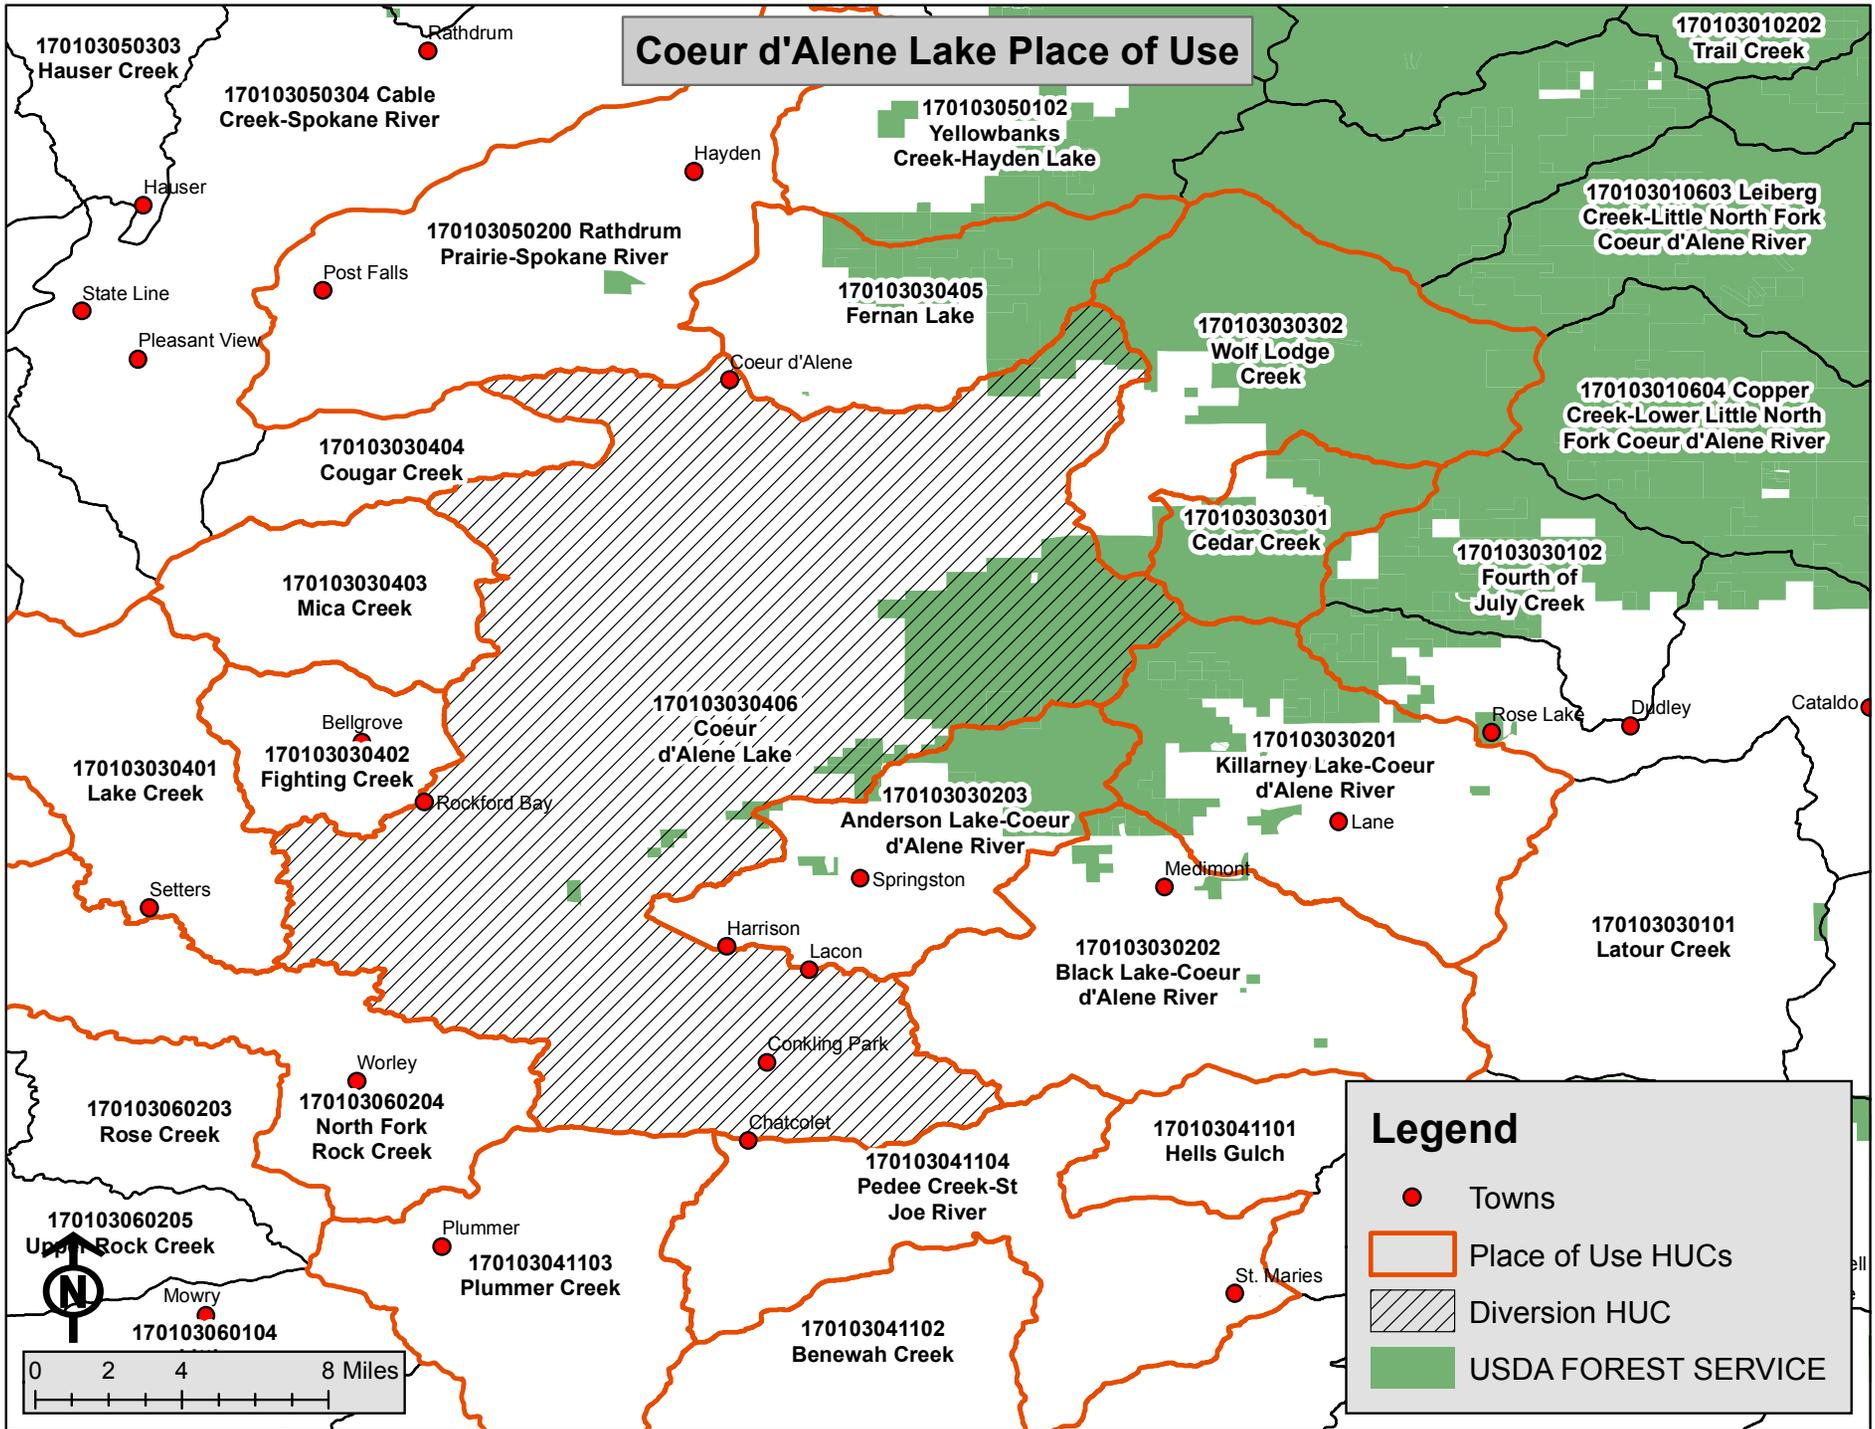 Coeur d'Alene Lake Place of Use
170103050303
Hauser Creek
Rathdrum
170103050304 Cable
Creek-Spokane River
170103050102
Yellowbanks
Creek-Hayden Lake
170103010202
Trail Creek
Hayden
Hauser
170103050200 Rathdrum
Prairie-Spokane River
170103010603 Leiberg
Creek-Little North Fork
Coeur d'Alene River
Post Falls
State Line
Pleasant View
170103030405
Fernan Lake
170103030302
Wolf Lodge
Creek
Coeur d'Alene
170103010604 Copper
Creek-Lower Little North
Fork Coeur d'Alene River
170103030404
Cougar Creek
170103030301
Cedar Creek
170103030102
Fourth of
July Creek
170103030403
Mica Creek
170103030406
Coeur
d'Alene Lake
Bellgrove
170103030402
Fighting Creek
170103030401
Lake Creek
Rockford Bay
Rose Lake
Dudley
Cataldo
170103030201
Killarney Lake-Coeur
d'Alene River
Lane
170103030203
Anderson Lake-Coeur
d'Alene River
Springston
Medimont
Setters
Harrison
Lacon
170103030202
Black Lake-Coeur
d'Alene River
170103030101
Latour Creek
Conkling Park
Worley
170103060204
North Fork
Rock Creek
170103060203
Rose Creek
Chatcolet
170103041104
Pedee Creek-St
Joe River
170103041101
Hells Gulch
170103060205
Upper Rock Creek
Plummer
170103041103
Plummer Creek
St. Maries
Mowry
170103060104
170103041102
Benewah Creek
N
0 2 4 8 Miles
Legend
Towns
Place of Use HUCs
Diversion HUC
USDA FOREST SERVICE